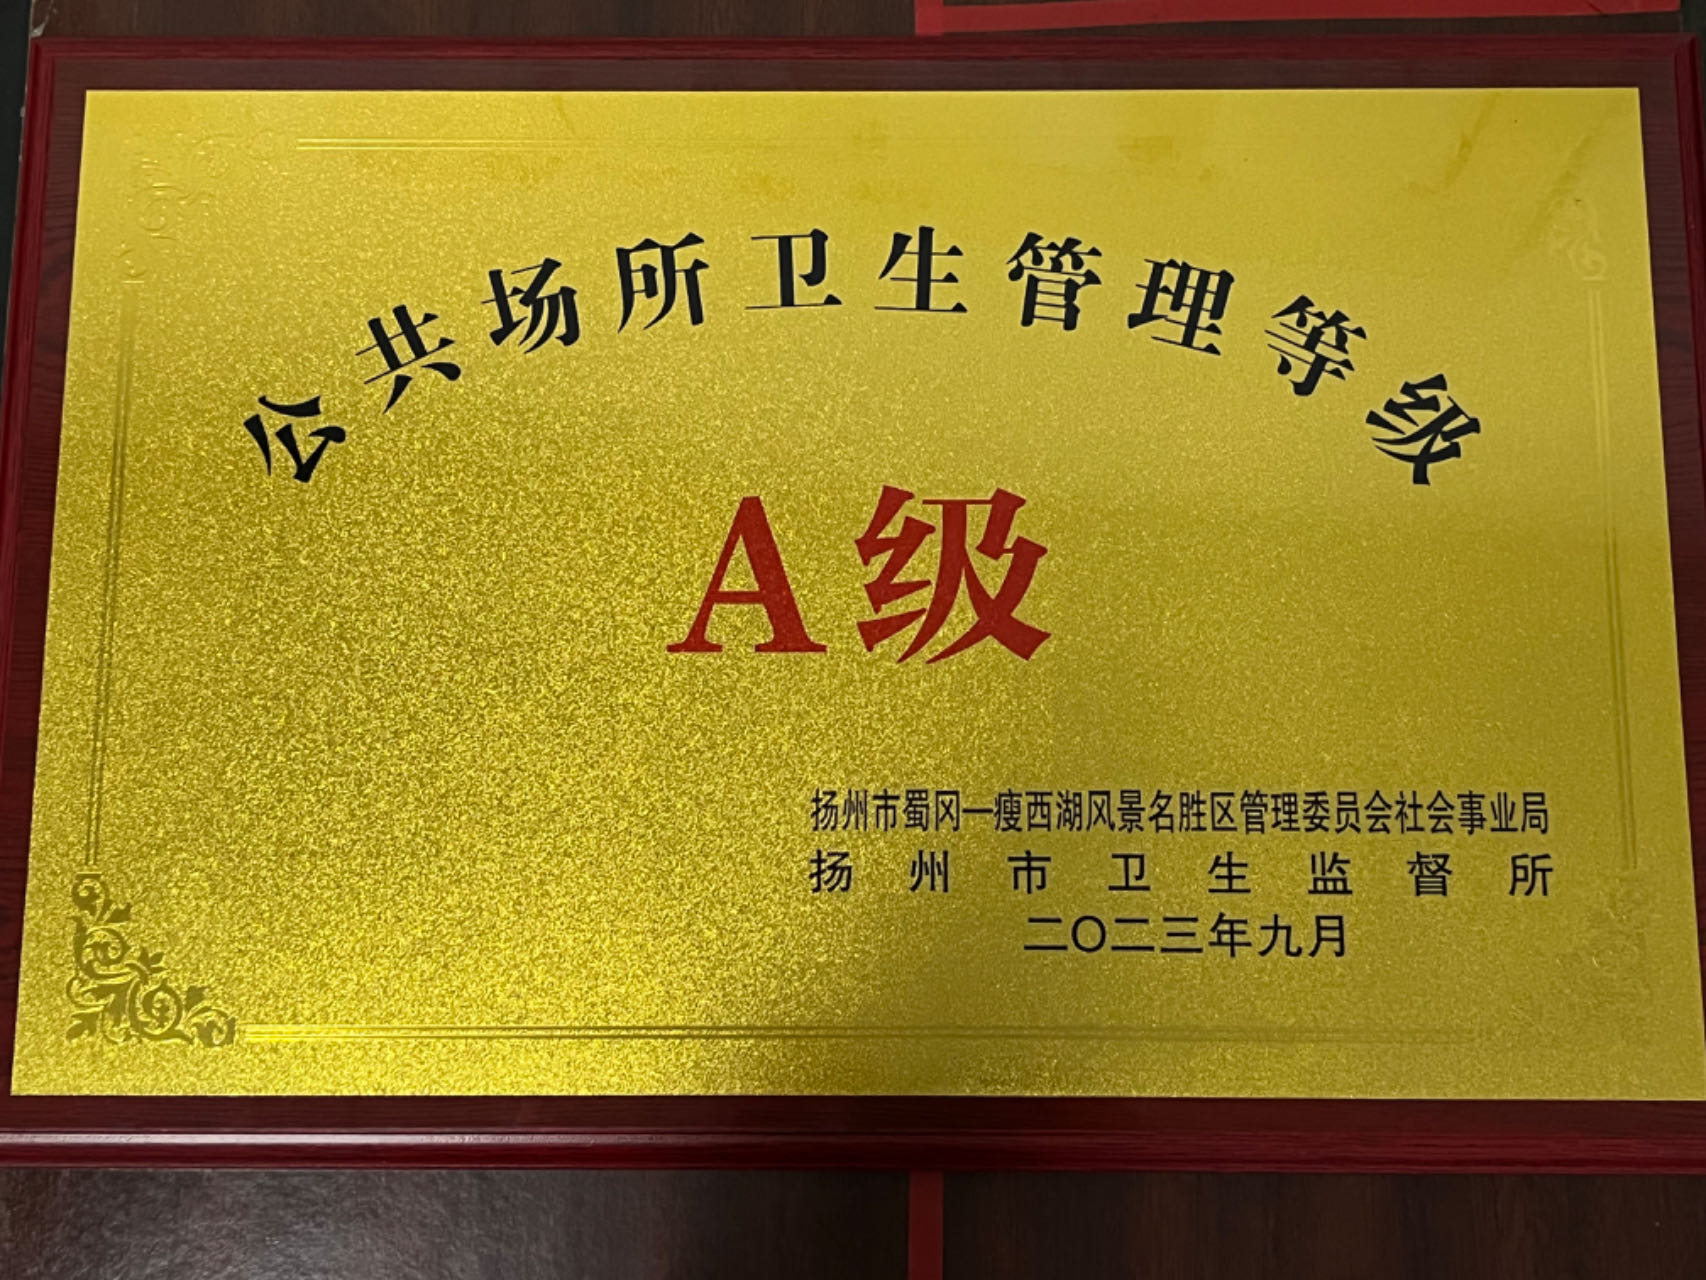 公共场所卫生管理等级
A级
扬州市蜀冈—瘦西湖风景名胜区管理委员会社会事业局
扬州市卫生监督所
二〇二三年九月